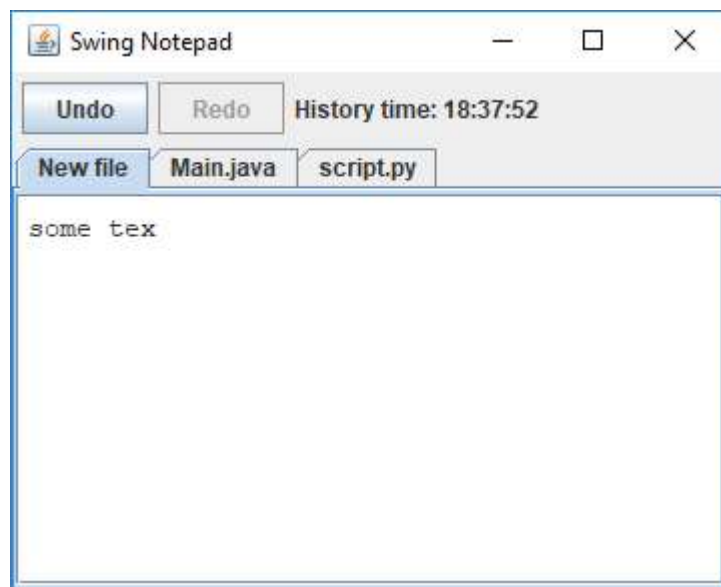 Swing Notepad
Undo Redo History time: 18:37:52
New file Main.java script.py
some tex